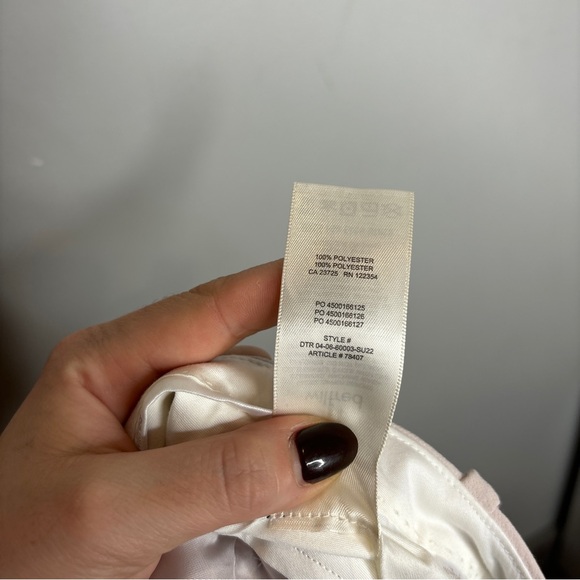 100% POLYESTER
100% POLYESTER
CA 23725 RN 122354
PO 4500166125
PO 4500166126
PO 4500166127
STYLE #
DTR 04-06-60003-SU22
ARTICLE # 78407
wilfred